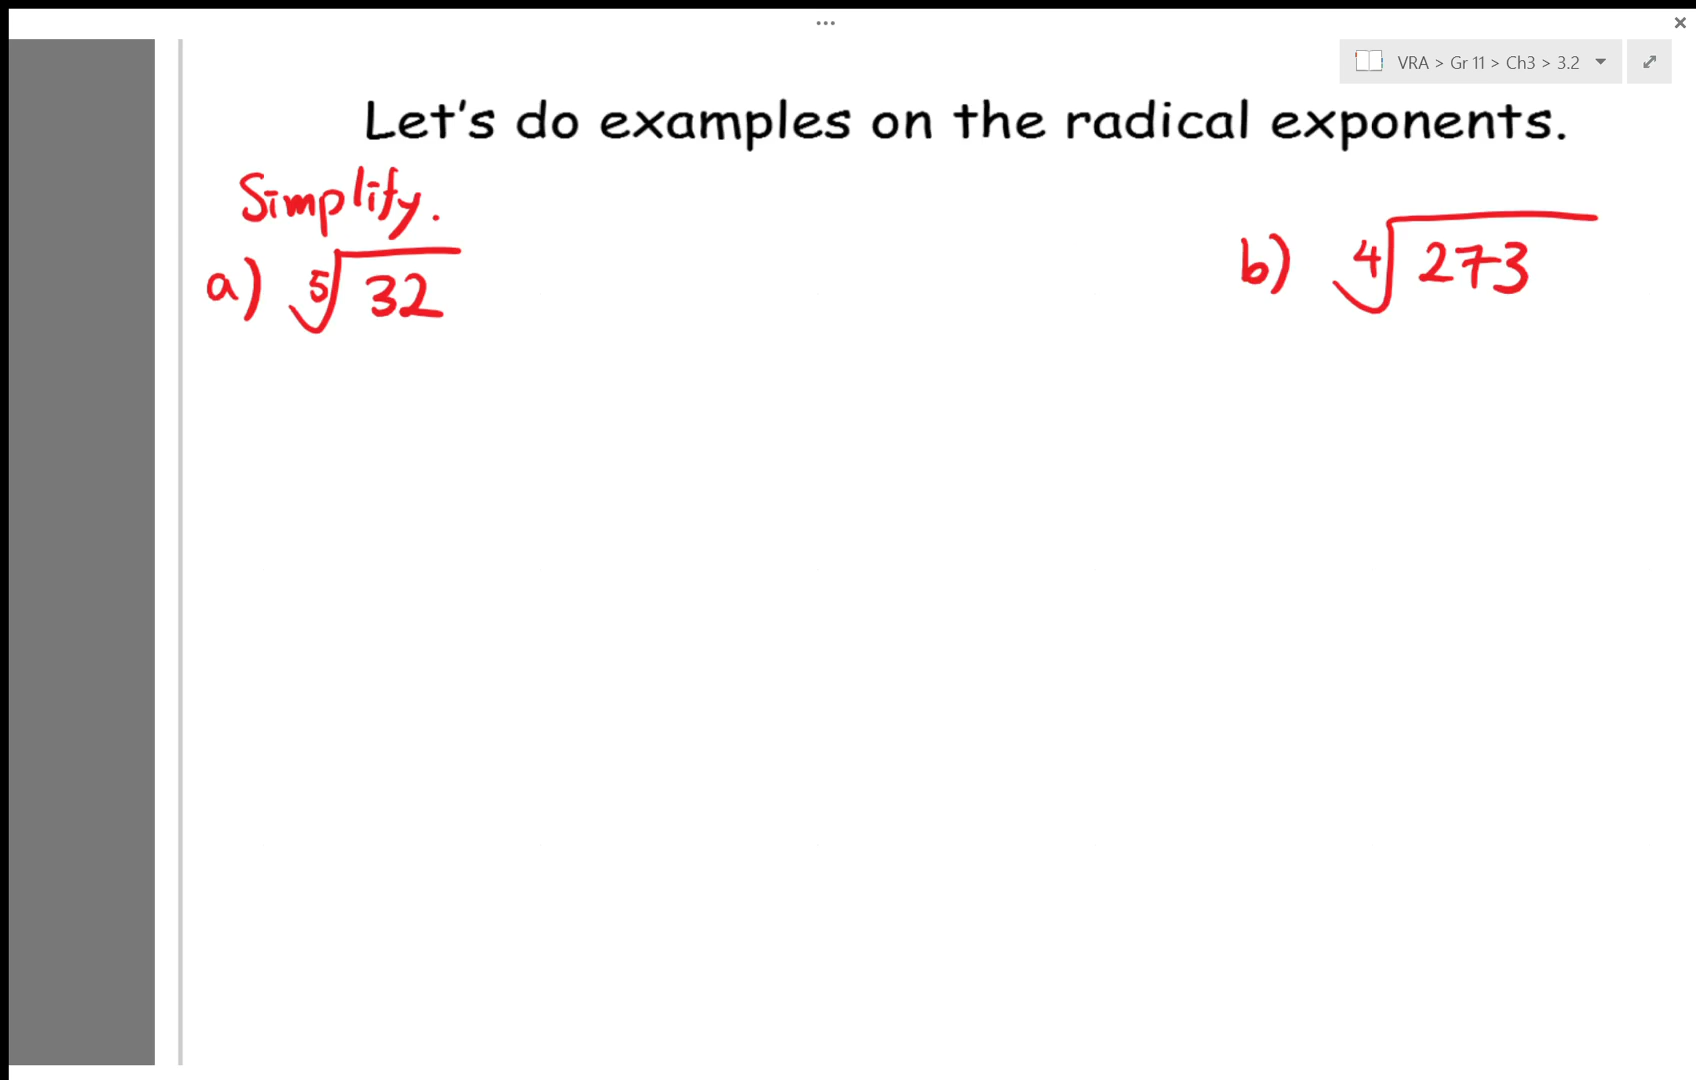 VRA > Gr 11 > Ch3 > 3.2
Let's do examples on the radical exponents.
Simplify.
a) ⁵√32
b) ⁴√273